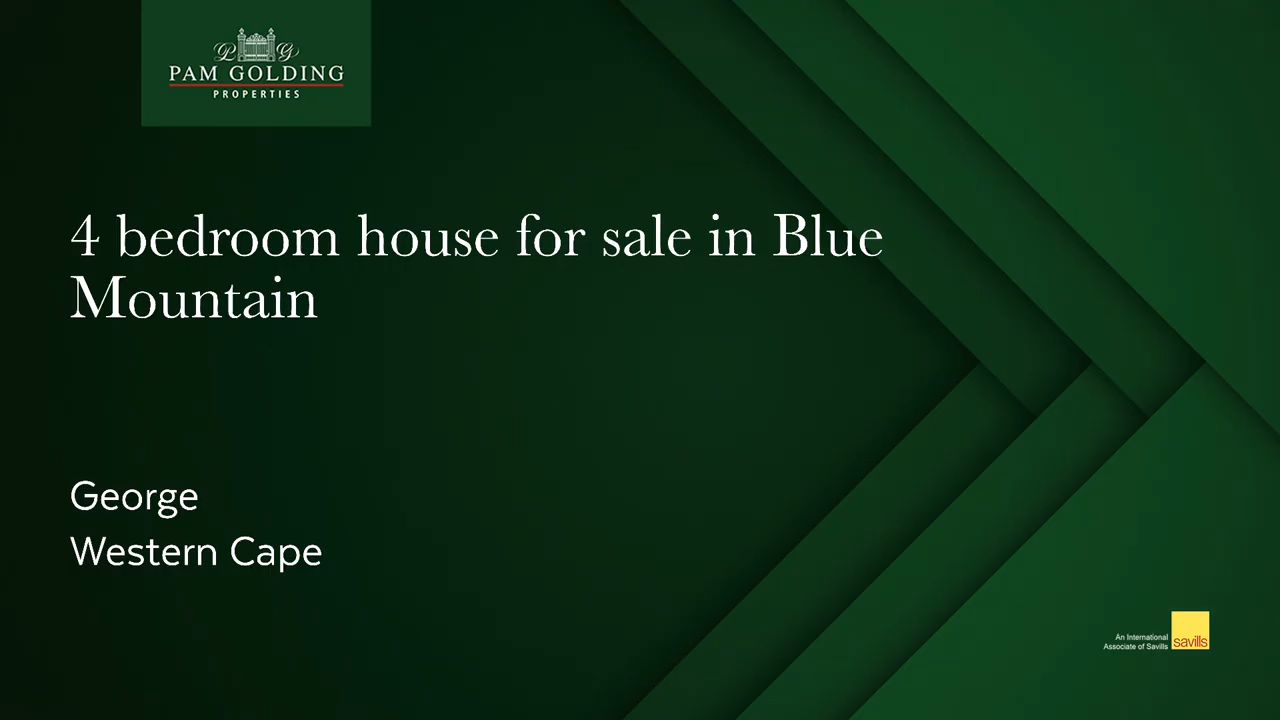 PG
PAM GOLDING
PROPERTIES
4 bedroom house for sale in Blue
Mountain
George
Western Cape
An International
Associate of Savills
savills